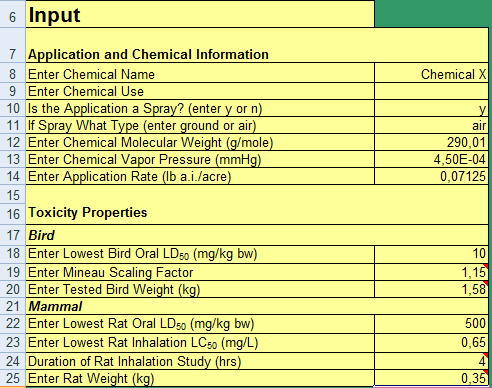 6 Input
7 Application and Chemical Information
8 Enter Chemical Name Chemical X
9 Enter Chemical Use
10 Is the Application a Spray? (enter y or n) y
11 If Spray What Type (enter ground or air) air
12 Enter Chemical Molecular Weight (g/mole) 290,01
13 Enter Chemical Vapor Pressure (mmHg) 4,50E-04
14 Enter Application Rate (lb a.i./acre) 0,07125
15
16 Toxicity Properties
17 Bird
18 Enter Lowest Bird Oral LD₅₀ (mg/kg bw) 10
19 Enter Mineau Scaling Factor 1,15
20 Enter Tested Bird Weight (kg) 1,58
21 Mammal
22 Enter Lowest Rat Oral LD₅₀ (mg/kg bw) 500
23 Enter Lowest Rat Inhalation LC₅₀ (mg/L) 0,65
24 Duration of Rat Inhalation Study (hrs) 4
25 Enter Rat Weight (kg) 0,35